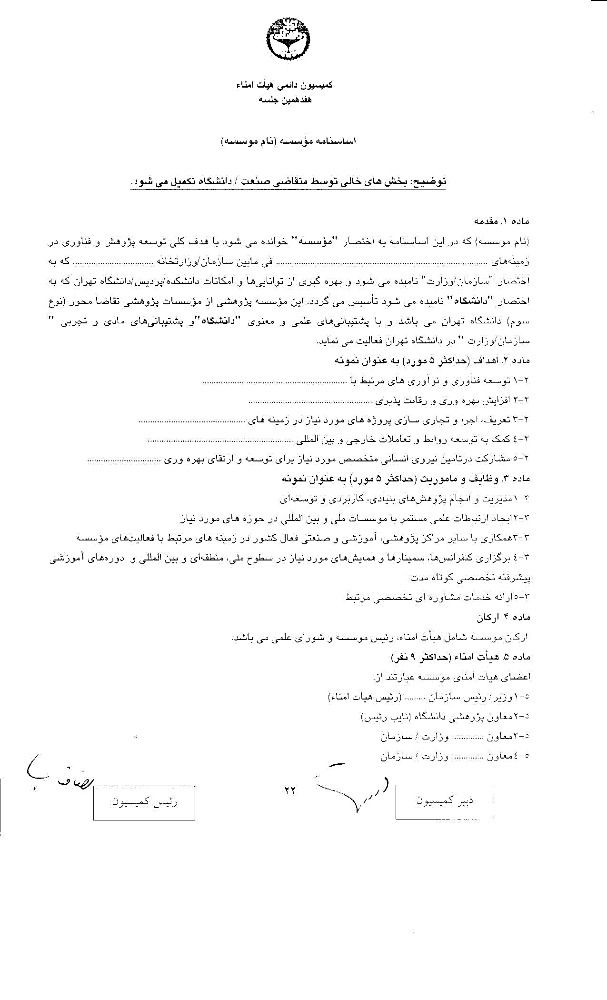 کمیسیون دائمی هیأت امناء
هفدهمین جلسه
اساسنامه مؤسسه (نام موسسه)
توضیح: بخش های خالی توسط متقاضی صنعت / دانشگاه تکمیل می شود.
ماده ۱. مقدمه
(نام موسسه) که در این اساسنامه به اختصار "مؤسسه" خوانده می شود با هدف کلی توسعه پژوهش و فناوری در
زمینه‌های ........................................................................................ فی مابین سازمان/وزارتخانه .................................. که به
اختصار "سازمان/وزارت" نامیده می شود و بهره گیری از توانایی‌ها و امکانات دانشکده/پردیس/دانشگاه تهران که به
اختصار "دانشگاه" نامیده می شود تأسیس می گردد. این مؤسسه پژوهشی از مؤسسات پژوهشی تقاضا محور (نوع
سوم) دانشگاه تهران می باشد و با پشتیبانی‌های علمی و معنوی "دانشگاه"و پشتیبانی‌های مادی و تجربی "
سازمان/وزارت " در دانشگاه تهران فعالیت می نماید.
ماده ۲. اهداف (حداکثر ۵ مورد) به عنوان نمونه
۲-۱ توسعه فناوری و نوآوری های مرتبط با ..............................................................
۲-۲ افزایش بهره وری و رقابت پذیری .....................................................
۲-۳ تعریف، اجرا و تجاری سازی پروژه های مورد نیاز در زمینه های ..............................................
۲-٤ کمک به توسعه روابط و تعاملات خارجی و بین المللی ..............................................................
۲-٥ مشارکت درتامین نیروی انسانی متخصص مورد نیاز برای توسعه و ارتقای بهره وری ................................
ماده ۳. وظایف و ماموریت (حداکثر ۵ مورد) به عنوان نمونه
۳-۱مدیریت و انجام پژوهش‌های بنیادی، کاربردی و توسعه‌ای
۳-۲ایجاد ارتباطات علمی مستمر با موسسات ملی و بین المللی در حوزه های مورد نیاز
۳-۳همکاری با سایر مراکز پژوهشی، آموزشی و صنعتی فعال کشور در زمینه های مرتبط با فعالیت‌های مؤسسه
۳-٤ برگزاری کنفرانس‌ها، سمینارها و همایش‌های مورد نیاز در سطوح ملی، منطقه‌ای و بین المللی و دوره‌های آموزشی
پیشرفته تخصصی کوتاه مدت
۳-٥ارائه خدمات مشاوره ای تخصصی مرتبط
ماده ۴. ارکان
ارکان موسسه شامل هیأت امناء، رئیس موسسه و شورای علمی می باشد.
ماده ۵. هیأت امناء (حداکثر ۹ نفر)
اعضای هیات امنای موسسه عبارتند از:
٥-۱وزیر/ رئیس سازمان ......... (رئیس هیات امناء)
٥-۲معاون پژوهشی دانشگاه (نایب رئیس)
٥-۳معاون .............. وزارت / سازمان
٥-٤معاون .............. وزارت / سازمان
۲۲
دبیر کمیسیون
رئیس کمیسیون